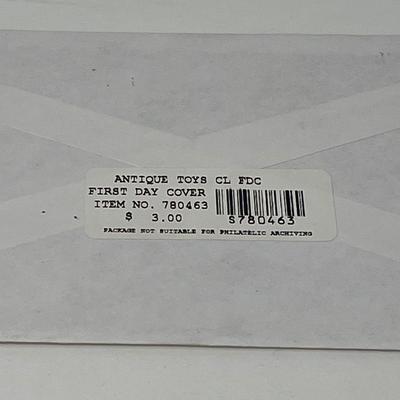 ANTIQUE TOYS CL FDC
FIRST DAY COVER
ITEM NO. 780463
$ 3.00
S780463
PACKAGE NOT SUITABLE FOR PHILATELIC ARCHIVING